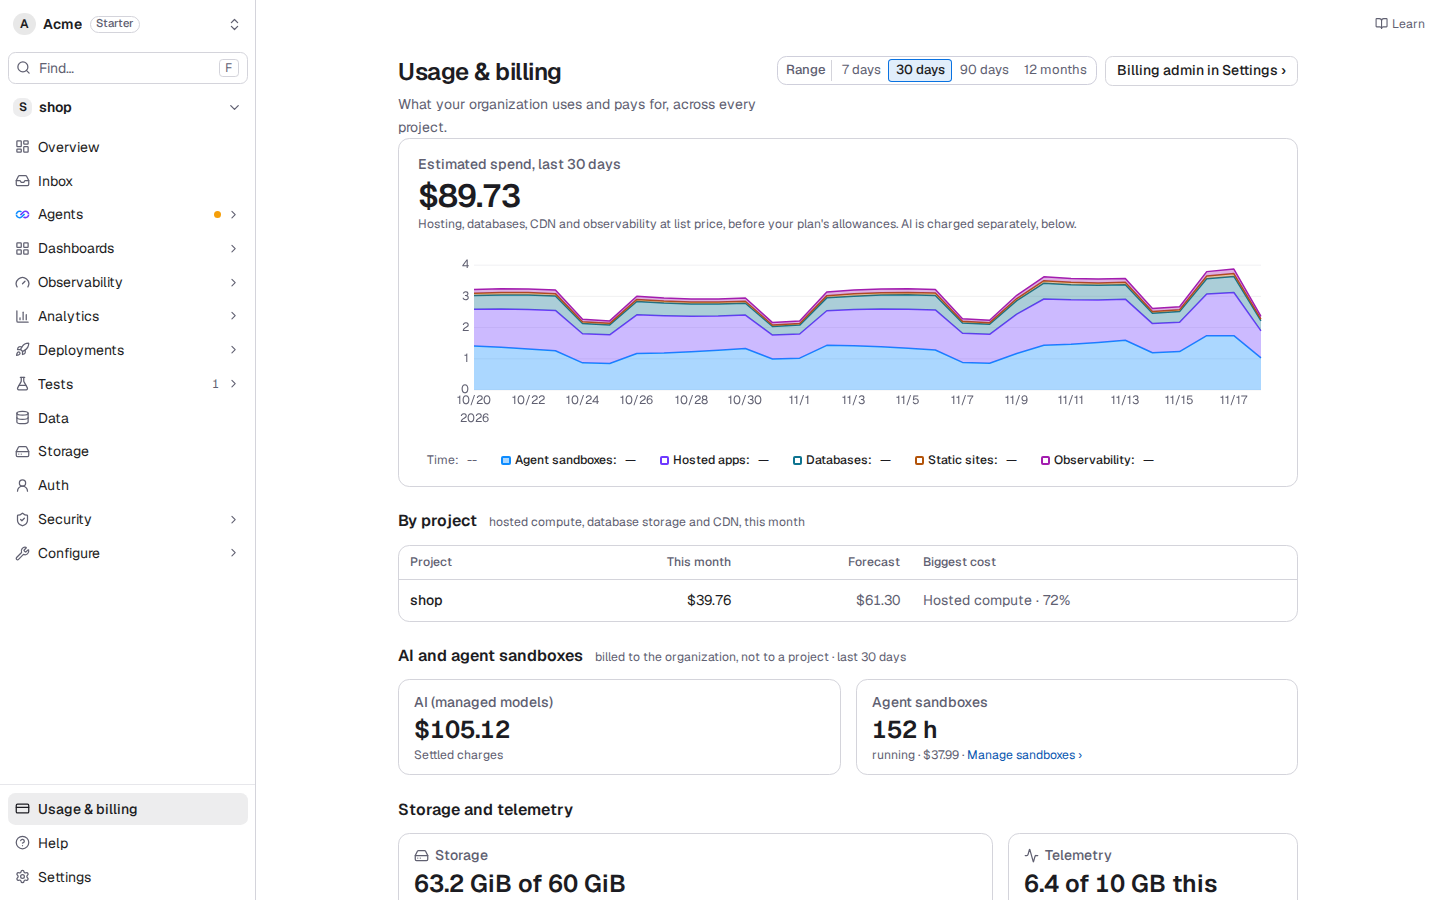 A Acme Starter
Find... F
S shop
Overview
Inbox
Agents
Dashboards
Observability
Analytics
Deployments
Tests 1
Data
Storage
Auth
Security
Configure
Usage & billing
Help
Settings
Learn
Usage & billing
Range 7 days 30 days 90 days 12 months
Billing admin in Settings ›
What your organization uses and pays for, across every
project.
Estimated spend, last 30 days
$89.73
Hosting, databases, CDN and observability at list price, before your plan's allowances. AI is charged separately, below.
4
3
2
1
0
10/20 10/22 10/24 10/26 10/28 10/30 11/1 11/3 11/5 11/7 11/9 11/11 11/13 11/15 11/17
2026
Time: -- Agent sandboxes: — Hosted apps: — Databases: — Static sites: — Observability: —
By project hosted compute, database storage and CDN, this month
Project This month Forecast Biggest cost
shop $39.76 $61.30 Hosted compute · 72%
AI and agent sandboxes billed to the organization, not to a project · last 30 days
AI (managed models)
$105.12
Settled charges
Agent sandboxes
152 h
running · $37.99 · Manage sandboxes ›
Storage and telemetry
Storage
63.2 GiB of 60 GiB
Telemetry
6.4 of 10 GB this